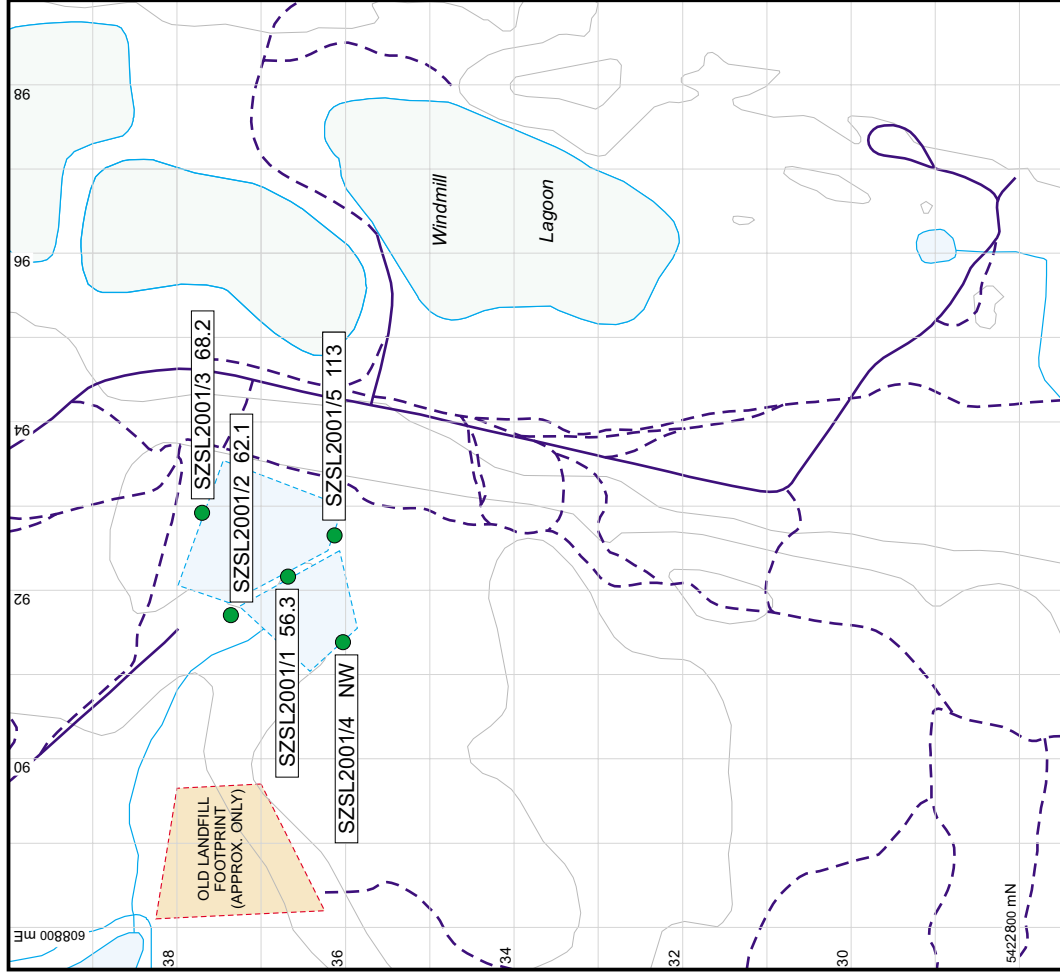 98
96
94
92
90
608800 mE
38
36
34
32
30
5422800 mN
Windmill
Lagoon
SZSL2001/3 68.2
SZSL2001/2 62.1
SZSL2001/5 113
SZSL2001/1 56.3
SZSL2001/4 NW
OLD LANDFILL
FOOTPRINT
(APPROX. ONLY)